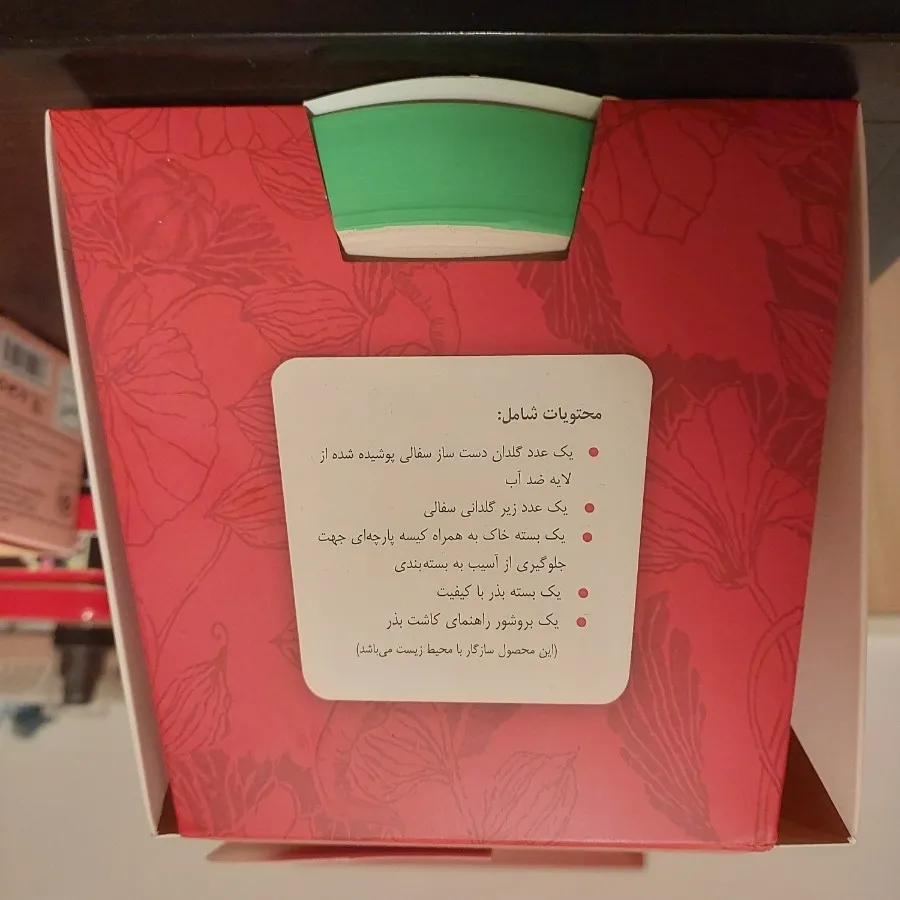 محتویات شامل:
یک عدد گلدان دست ساز سفالی پوشیده شده از
لایه ضد آب
یک عدد زیر گلدانی سفالی
یک بسته خاک به همراه کیسه پارچه‌ای جهت
جلوگیری از آسیب به بسته‌بندی
یک بسته بذر با کیفیت
یک بروشور راهنمای کاشت بذر
(این محصول سازگار با محیط زیست می‌باشد)